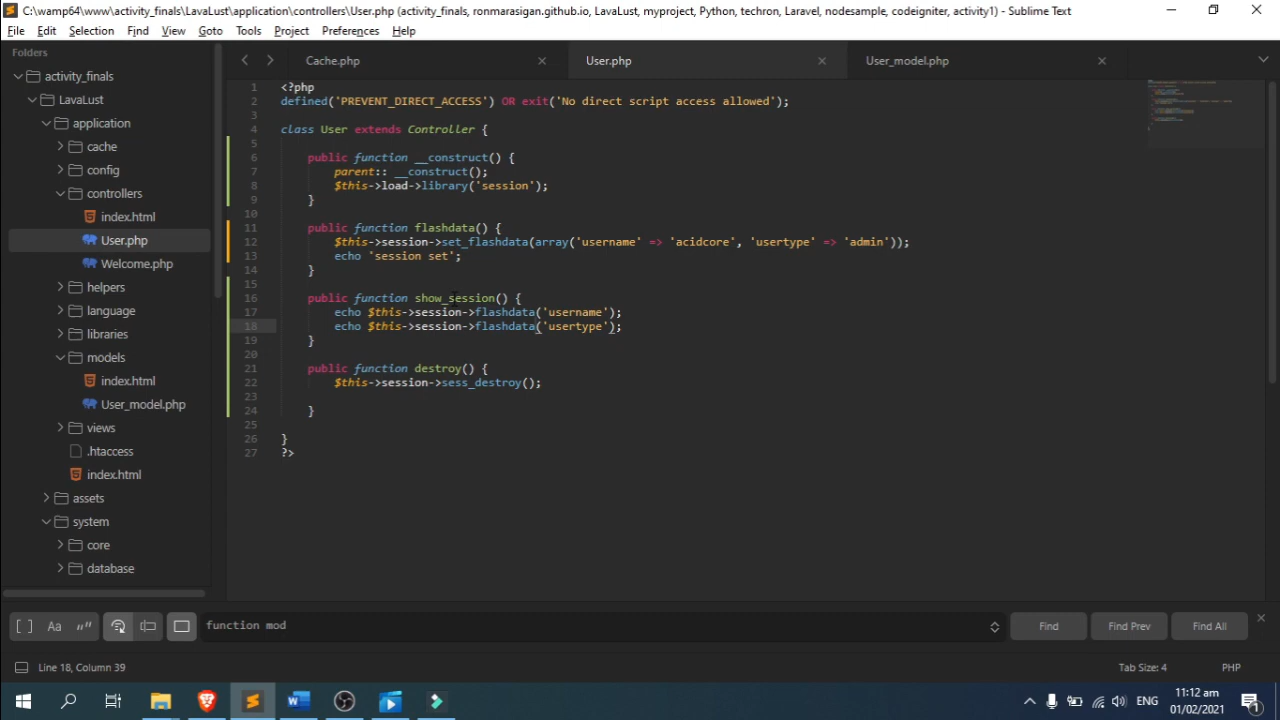 C:\wamp64\www\activity_finals\LavaLust\application\controllers\User.php (activity_finals, ronmarasigan.github.io, LavaLust, myproject, Python, techron, Laravel, nodesample, codeigniter, activity1) - Sublime Text
File Edit Selection Find View Goto Tools Project Preferences Help
Folders
activity_finals
LavaLust
application
cache
config
controllers
index.html
User.php
Welcome.php
helpers
language
libraries
models
index.html
User_model.php
views
.htaccess
index.html
assets
system
core
database
Cache.php User.php User_model.php
1 <?php
2 defined('PREVENT_DIRECT_ACCESS') OR exit('No direct script access allowed');
3
4 class User extends Controller {
5
6 public function __construct() {
7 parent:: __construct();
8 $this->load->library('session');
9 }
10
11 public function flashdata() {
12 $this->session->set_flashdata(array('username' => 'acidcore', 'usertype' => 'admin'));
13 echo 'session set';
14 }
15
16 public function show_session() {
17 echo $this->session->flashdata('username');
18 echo $this->session->flashdata('usertype');
19 }
20
21 public function destroy() {
22 $this->session->sess_destroy();
23
24 }
25
26 }
27 ?>
[ ] Aa “” function mod Find Find Prev Find All
Line 18, Column 39 Tab Size: 4 PHP
ENG 11:12 am
01/02/2021
1